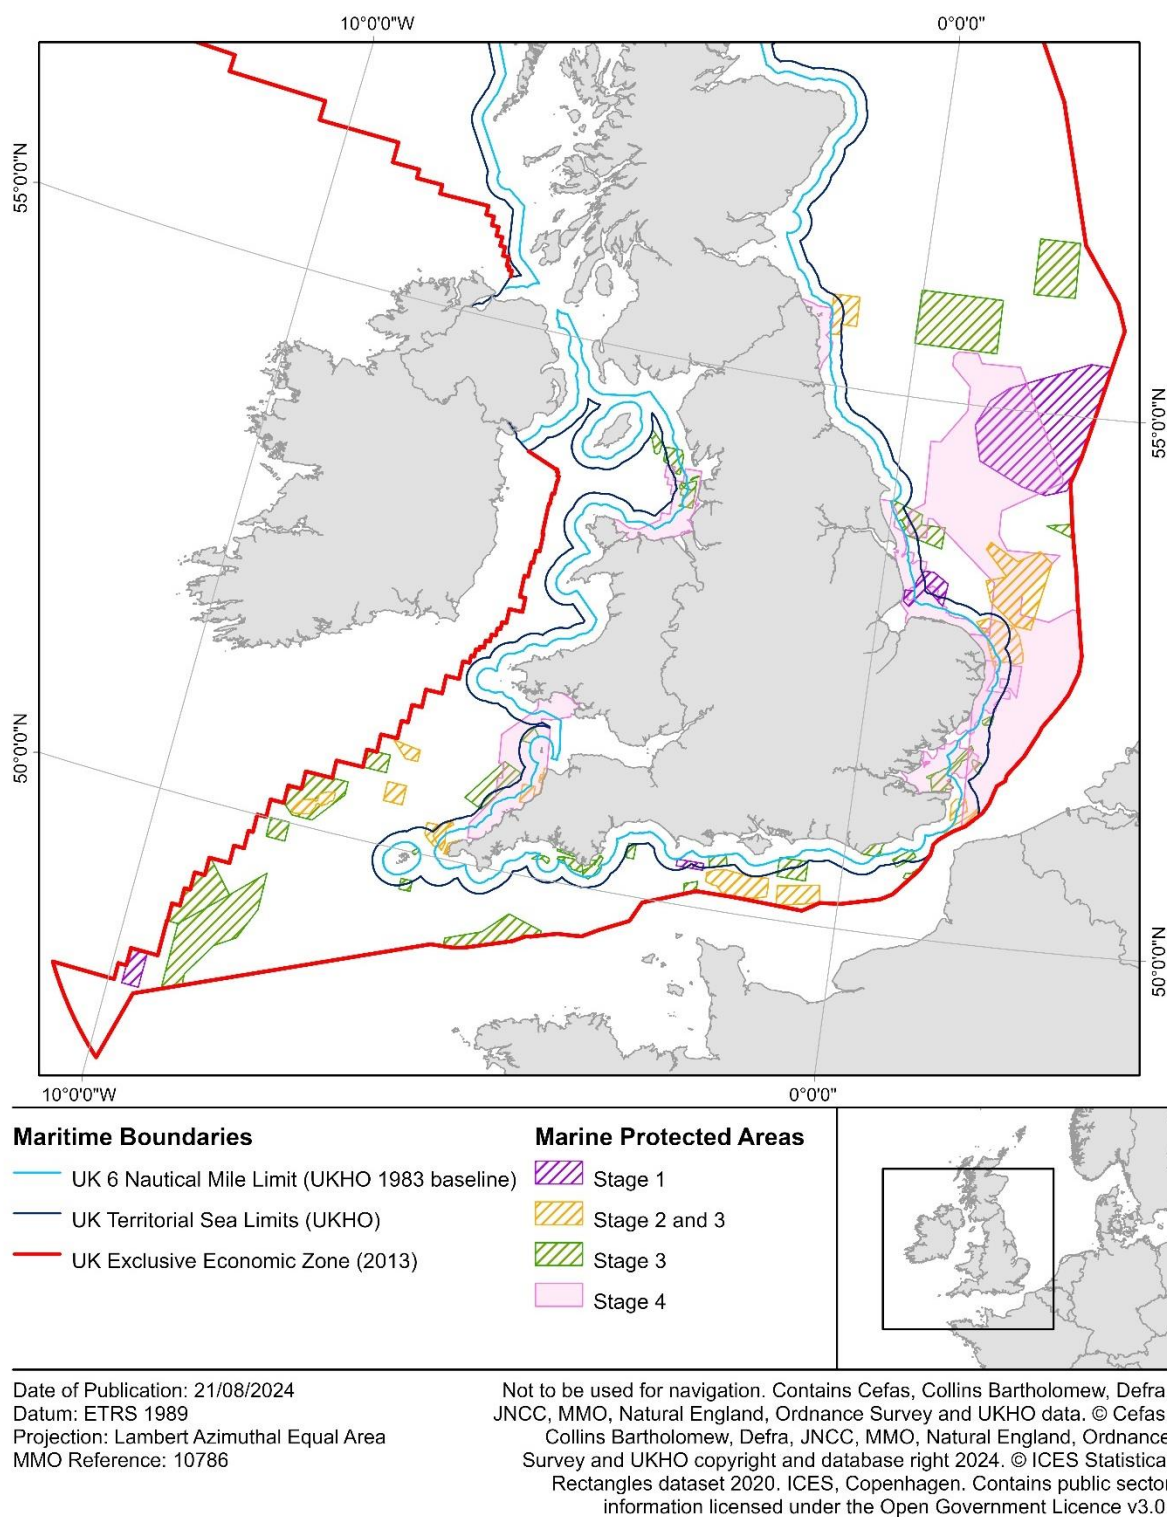 10°0'0"W
0°0'0"
55°0'0"N
55°0'0"N
50°0'0"N
50°0'0"N
10°0'0"W
0°0'0"
Maritime Boundaries
UK 6 Nautical Mile Limit (UKHO 1983 baseline)
UK Territorial Sea Limits (UKHO)
UK Exclusive Economic Zone (2013)
Marine Protected Areas
Stage 1
Stage 2 and 3
Stage 3
Stage 4
Date of Publication: 21/08/2024
Datum: ETRS 1989
Projection: Lambert Azimuthal Equal Area
MMO Reference: 10786
Not to be used for navigation. Contains Cefas, Collins Bartholomew, Defra,
JNCC, MMO, Natural England, Ordnance Survey and UKHO data. © Cefas,
Collins Bartholomew, Defra, JNCC, MMO, Natural England, Ordnance
Survey and UKHO copyright and database right 2024. © ICES Statistical
Rectangles dataset 2020. ICES, Copenhagen. Contains public sector
information licensed under the Open Government Licence v3.0.